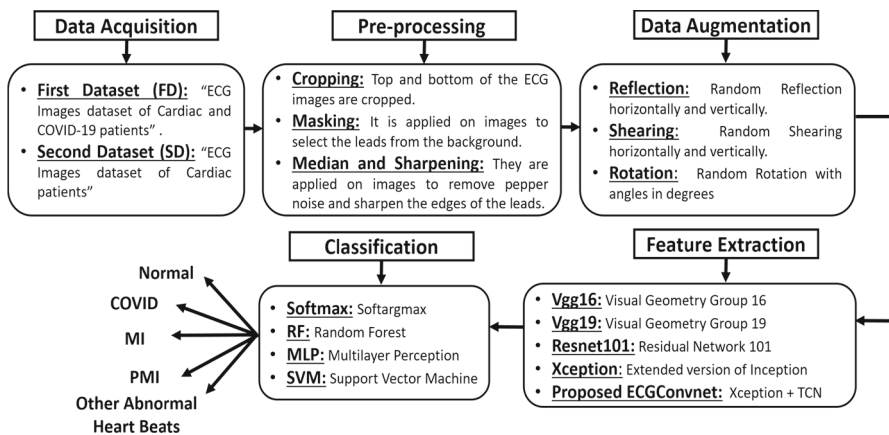 Data Acquisition
• First Dataset (FD): “ECG
Images dataset of Cardiac and
COVID-19 patients” .
• Second Dataset (SD): “ECG
Images dataset of Cardiac
patients”
Pre-processing
• Cropping: Top and bottom of the ECG
images are cropped.
• Masking: It is applied on images to
select the leads from the background.
• Median and Sharpening: They are
applied on images to remove pepper
noise and sharpen the edges of the leads.
Data Augmentation
• Reflection: Random Reflection
horizontally and vertically.
• Shearing: Random Shearing
horizontally and vertically.
• Rotation: Random Rotation with
angles in degrees
Feature Extraction
• Vgg16: Visual Geometry Group 16
• Vgg19: Visual Geometry Group 19
• Resnet101: Residual Network 101
• Xception: Extended version of Inception
• Proposed ECGConvnet: Xception + TCN
Classification
• Softmax: Softargmax
• RF: Random Forest
• MLP: Multilayer Perception
• SVM: Support Vector Machine
Normal
COVID
MI
PMI
Other Abnormal
Heart Beats